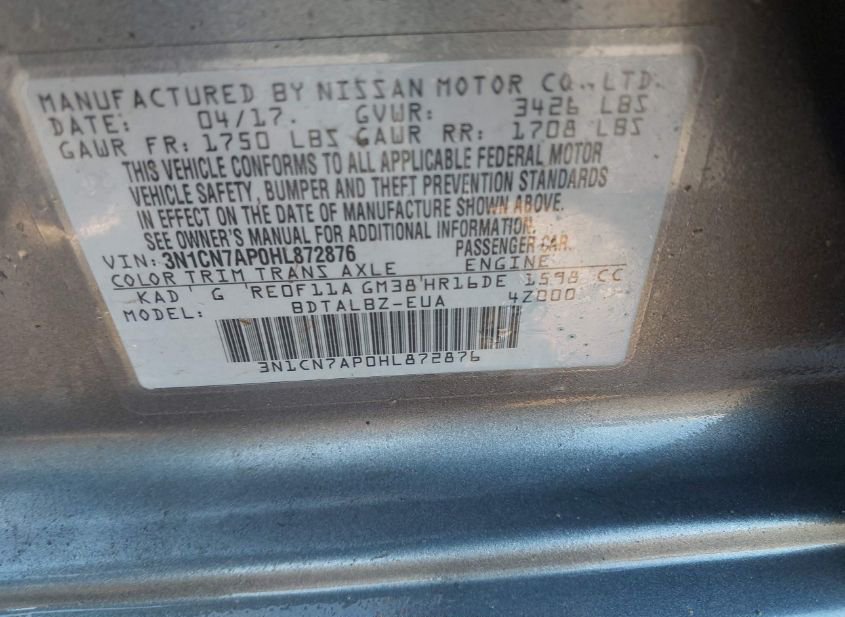 MANUFACTURED BY NISSAN MOTOR CO., LTD.
DATE: 04/17. GVWR: 3426 LBS
GAWR FR: 1750 LBS GAWR RR: 1708 LBS
THIS VEHICLE CONFORMS TO ALL APPLICABLE FEDERAL MOTOR
VEHICLE SAFETY, BUMPER AND THEFT PREVENTION STANDARDS
IN EFFECT ON THE DATE OF MANUFACTURE SHOWN ABOVE.
SEE OWNER'S MANUAL FOR ADDITIONAL INFORMATION.
VIN: 3N1CN7AP0HL872876 PASSENGER CAR
COLOR TRIM TRANS AXLE ENGINE
KAD G RE0F11A GM38 HR16DE 1598 CC
MODEL: BDTALBZ-EUA 4Z000
3N1CN7AP0HL872876